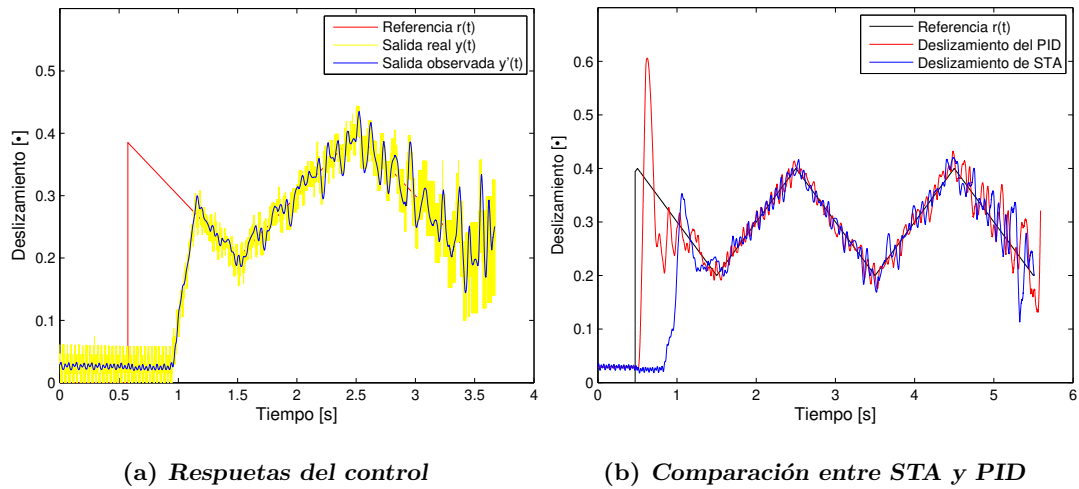 Referencia r(t)
Salida real y(t)
Salida observada y'(t)
0.5
0.4
0.3
0.2
0.1
0
Deslizamiento [•]
0 0.5 1 1.5 2 2.5 3 3.5 4
Tiempo [s]
(a) Respuetas del control
Referencia r(t)
Deslizamiento del PID
Deslizamiento de STA
0.6
0.5
0.4
0.3
0.2
0.1
0
Deslizamiento [•]
0 1 2 3 4 5 6
Tiempo [s]
(b) Comparación entre STA y PID